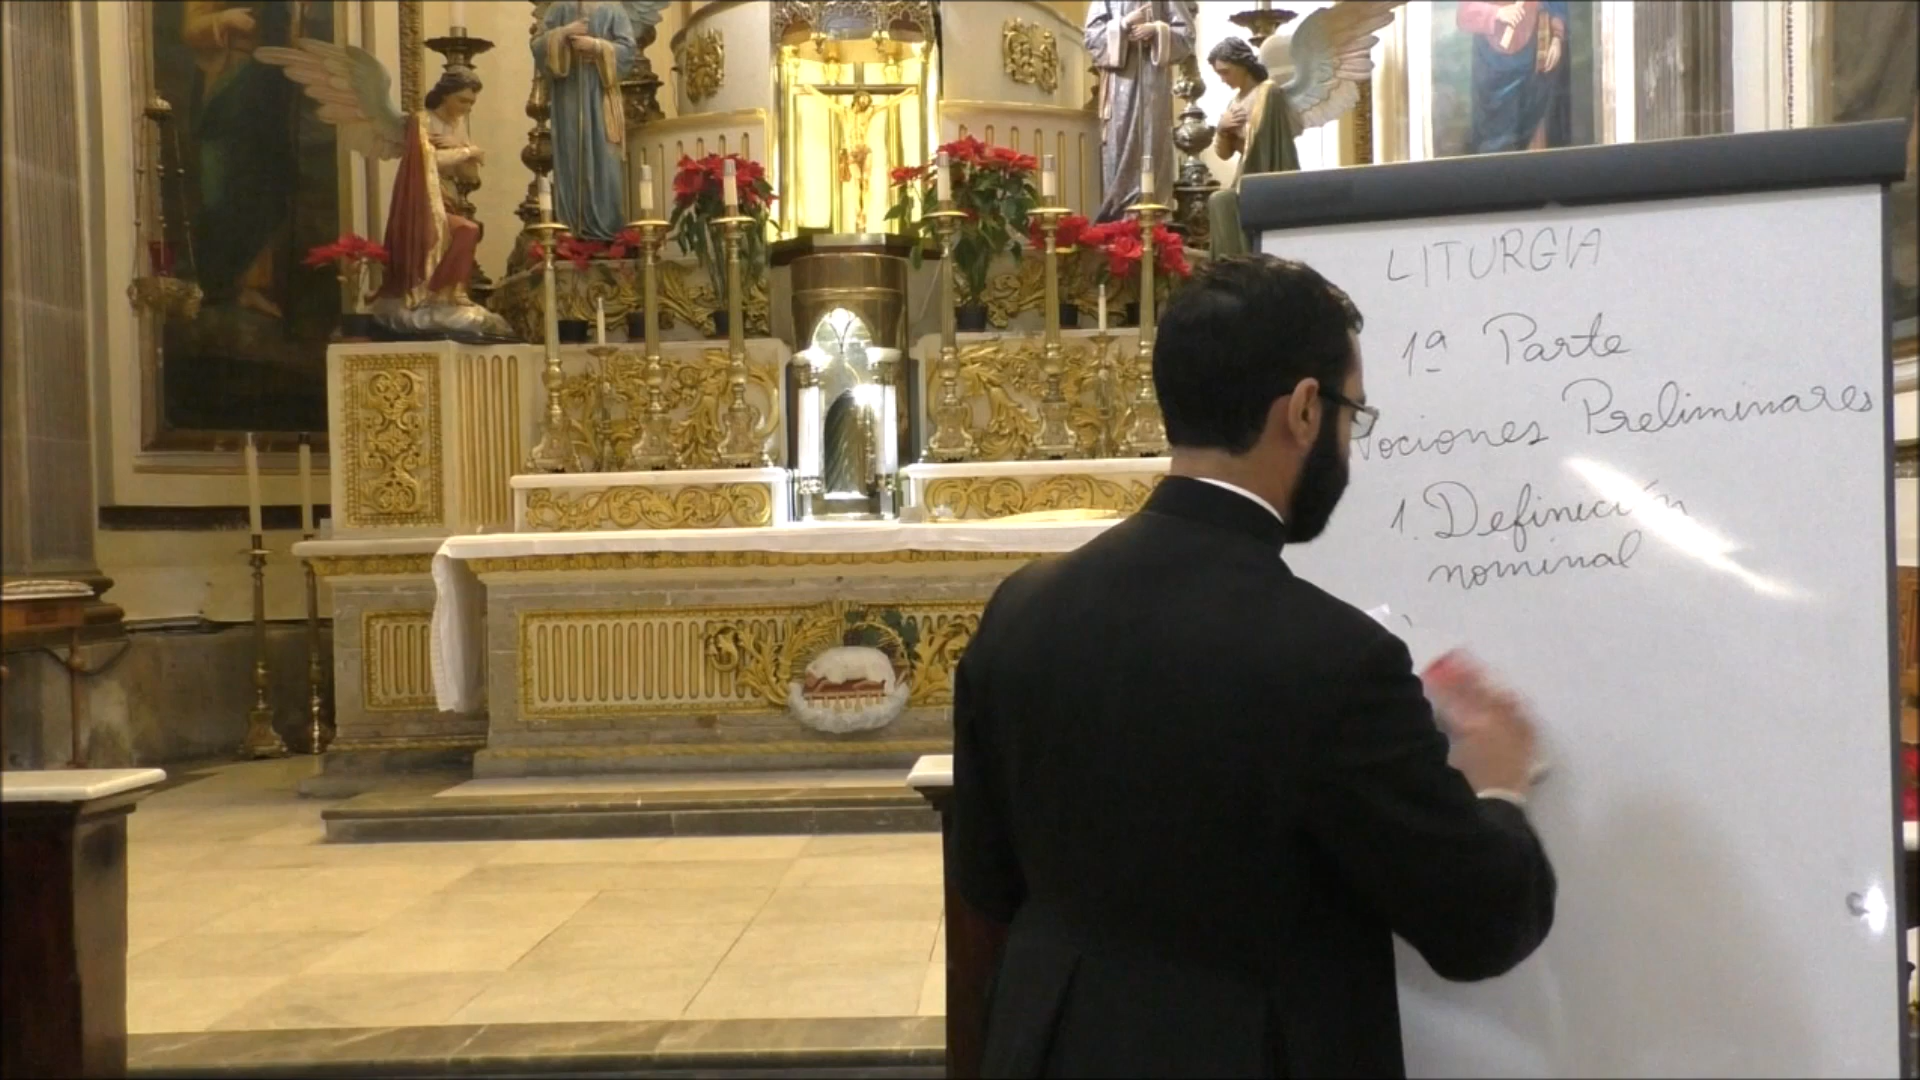 LITURGIA
1ª Parte
Nociones Preliminares
1. Definición
nominal